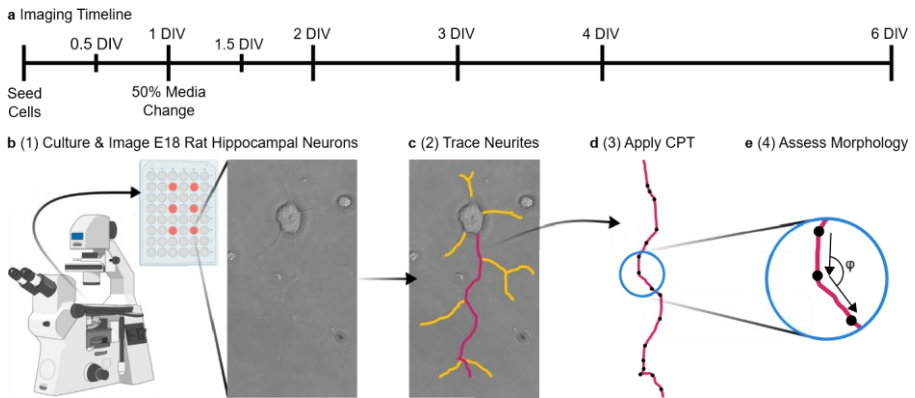 a Imaging Timeline
0.5 DIV
1 DIV
1.5 DIV
2 DIV
3 DIV
4 DIV
6 DIV
Seed
Cells
50% Media
Change
b (1) Culture & Image E18 Rat Hippocampal Neurons
c (2) Trace Neurites
d (3) Apply CPT
e (4) Assess Morphology
φ